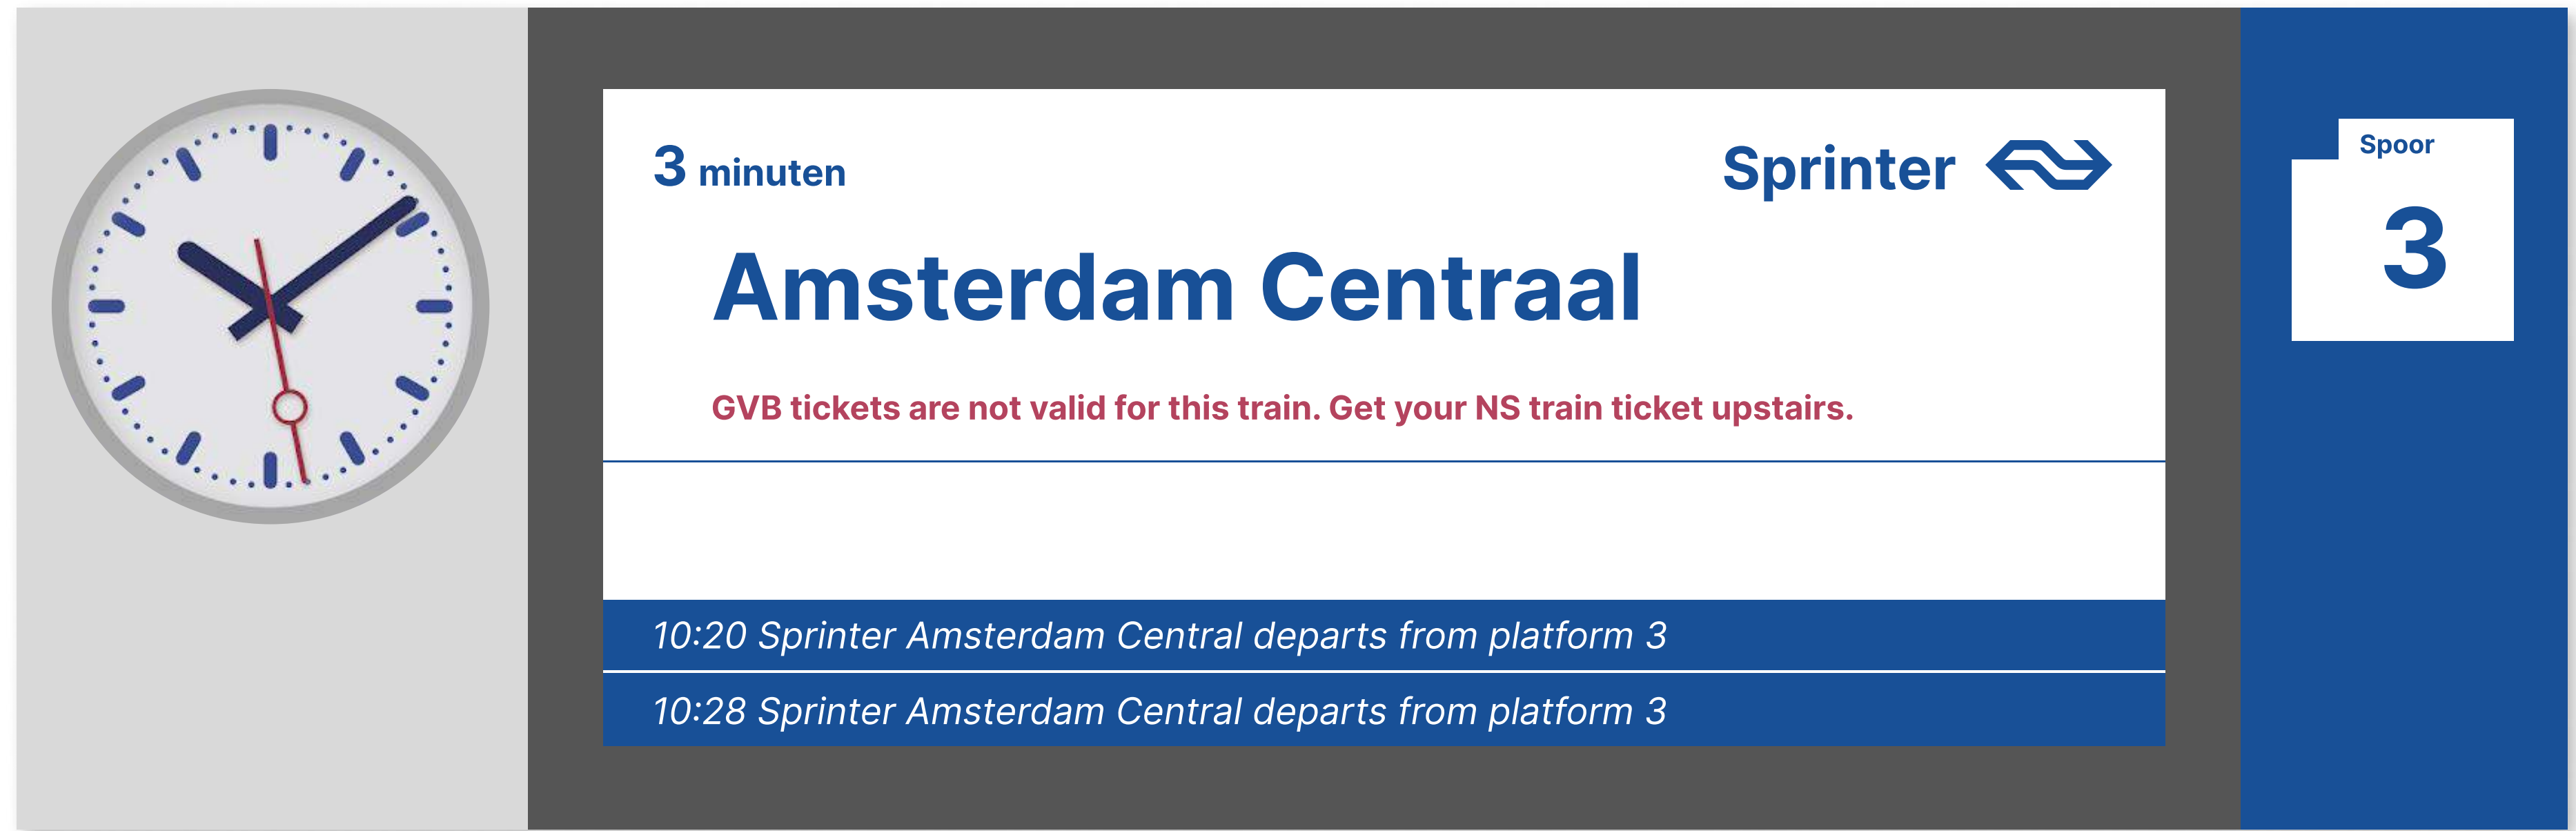 3 minuten
Sprinter
Amsterdam Centraal
GVB tickets are not valid for this train. Get your NS train ticket upstairs.
10:20 Sprinter Amsterdam Central departs from platform 3
10:28 Sprinter Amsterdam Central departs from platform 3
Spoor
3